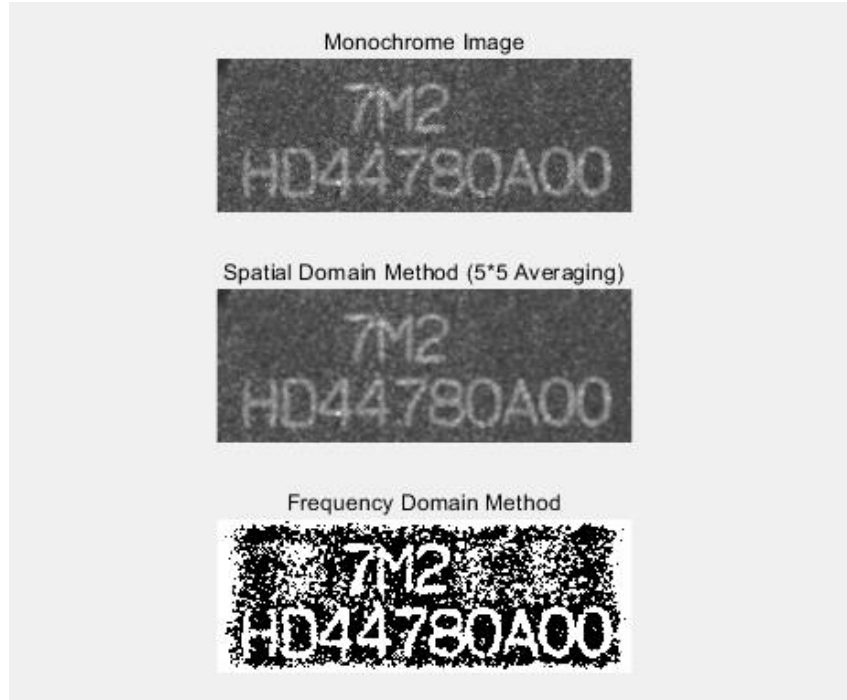 Monochrome Image
7M2
HD44780A00
Spatial Domain Method (5*5 Averaging)
7M2
HD44780A00
Frequency Domain Method
7M2
HD44780A00